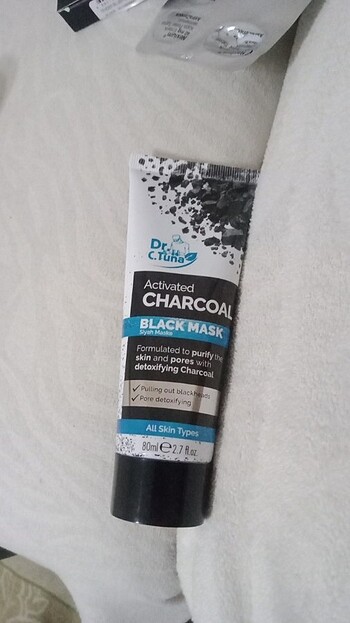 Dr.
C.Tuna
Activated
CHARCOAL
BLACK MASK
Siyah Maske
Formulated to purify the
skin and pores with
detoxifying Charcoal
✓ Pulling out blackheads
✓ Pore detoxifying
All Skin Types
80ml ℮ 2.7 fl.oz.